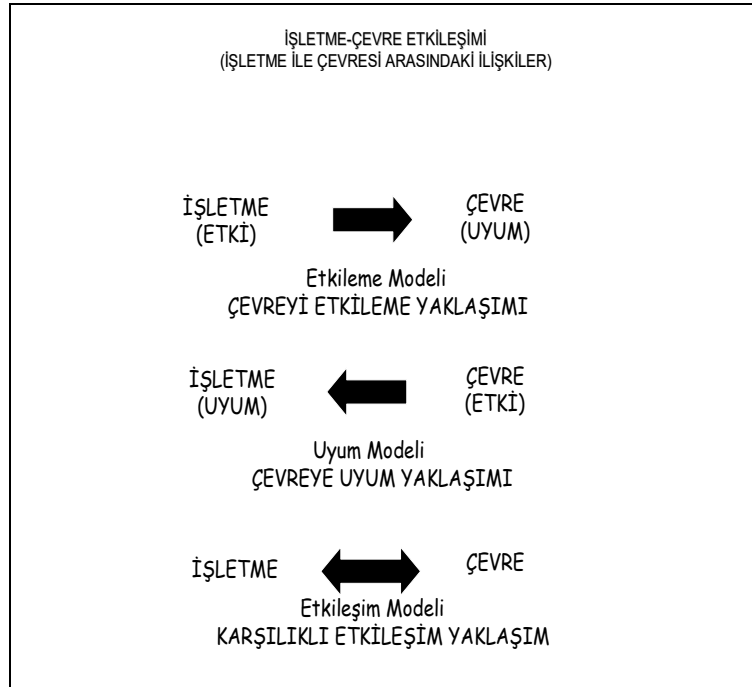 İŞLETME-ÇEVRE ETKİLEŞİMİ
(İŞLETME İLE ÇEVRESİ ARASINDAKİ İLİŞKİLER)
İŞLETME ÇEVRE
(ETKİ) (UYUM)
Etkileme Modeli
ÇEVREYİ ETKİLEME YAKLAŞIMI
İŞLETME ÇEVRE
(UYUM) (ETKİ)
Uyum Modeli
ÇEVREYE UYUM YAKLAŞIMI
İŞLETME ÇEVRE
Etkileşim Modeli
KARŞILIKLI ETKİLEŞİM YAKLAŞIM